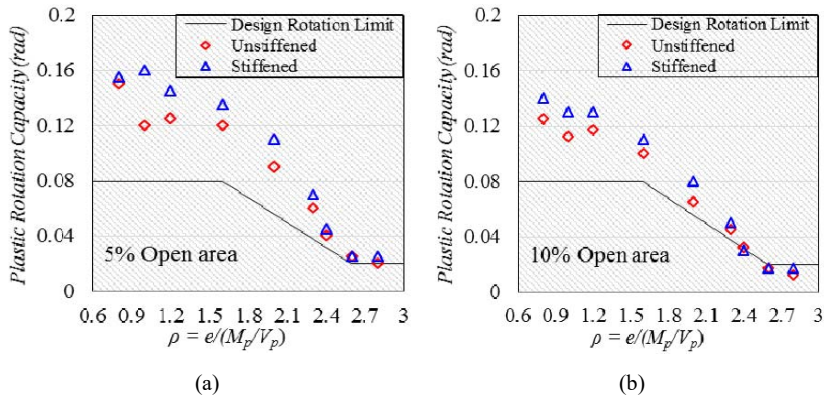 0.2
0.16
0.12
0.08
0.04
0
Plastic Rotation Capacity (rad)
Design Rotation Limit
Unstiffened
Stiffened
5% Open area
0.6 0.9 1.2 1.5 1.8 2.1 2.4 2.7 3
ρ = e/(Mp/Vp)
(a)
0.2
0.16
0.12
0.08
0.04
0
Plastic Rotation Capacity (rad)
Design Rotation Limit
Unstiffened
Stiffened
10% Open area
0.6 0.9 1.2 1.5 1.8 2.1 2.4 2.7 3
ρ = e/(Mp/Vp)
(b)